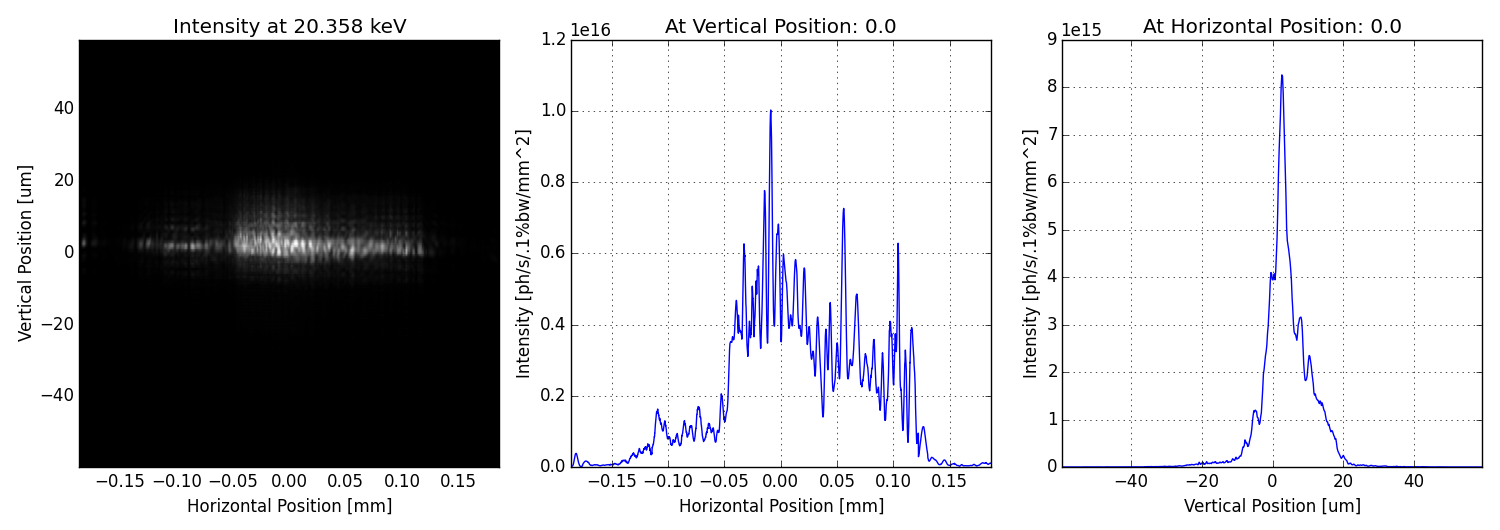 Intensity at 20.358 keV
40
20
0
−20
−40
Vertical Position [um]
−0.15 −0.10 −0.05 0.00 0.05 0.10 0.15
Horizontal Position [mm]
At Vertical Position: 0.0
1e16
1.2
1.0
0.8
0.6
0.4
0.2
0.0
Intensity [ph/s/.1%bw/mm^2]
−0.15 −0.10 −0.05 0.00 0.05 0.10 0.15
Horizontal Position [mm]
At Horizontal Position: 0.0
1e15
9
8
7
6
5
4
3
2
1
0
Intensity [ph/s/.1%bw/mm^2]
−40 −20 0 20 40
Vertical Position [um]